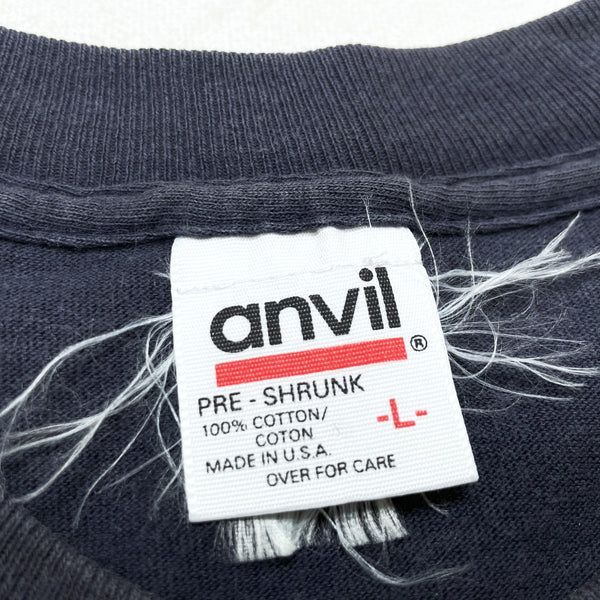 anvil®
PRE - SHRUNK
100% COTTON/
COTON
-L-
MADE IN U.S.A.
OVER FOR CARE